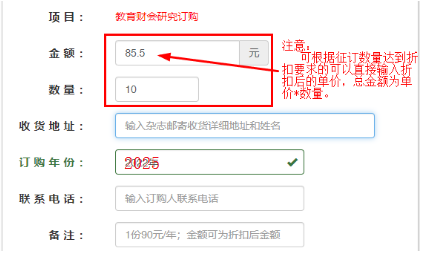 项目： 教育财会研究订购
金额： 85.5 元
数量： 10
注意：
可根据征订数量达到折
扣要求的可以直接输入折
扣后的单价，总金额为单
价*数量。
收货地址： 输入杂志邮寄收货详细地址和姓名
订购年份： 2025
联系电话： 输入订购人联系电话
备注： 1份90元/年；金额可为折扣后金额